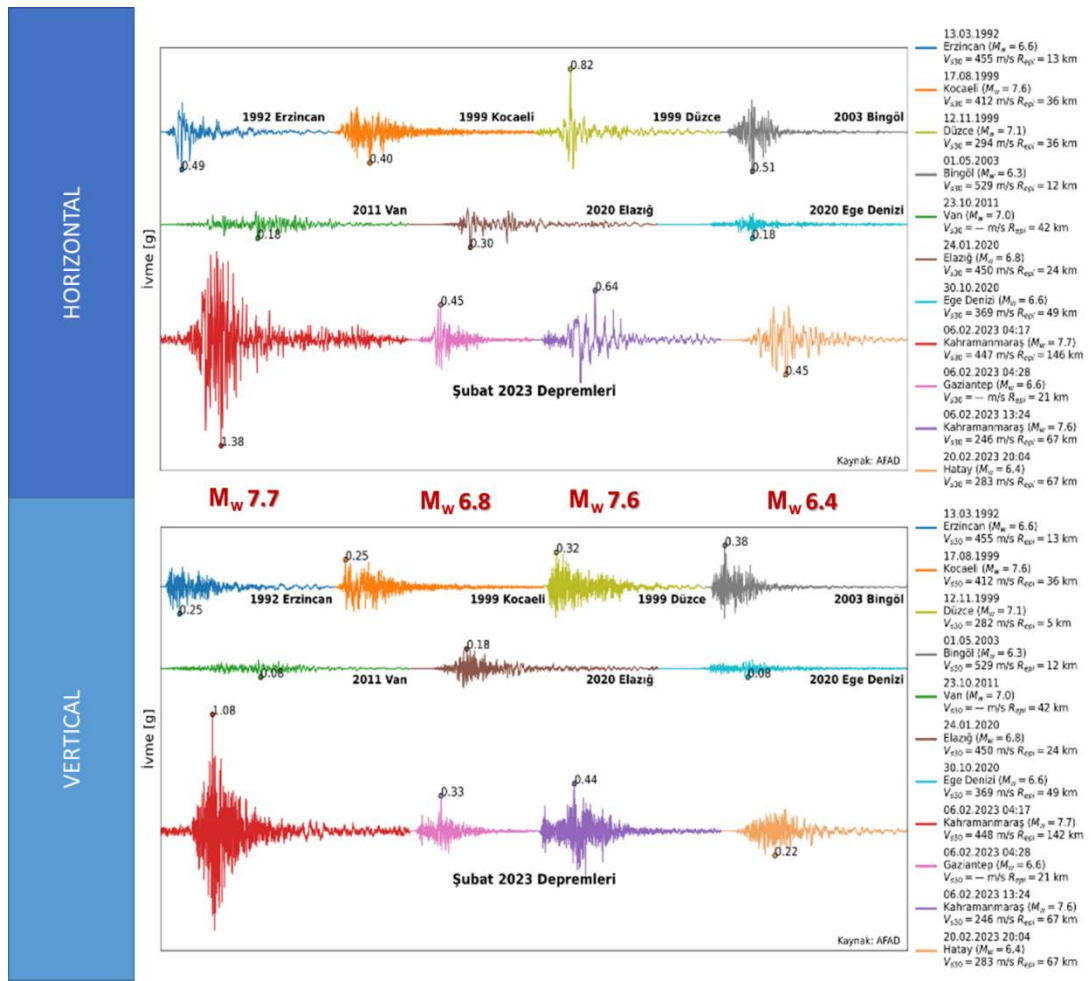 HORIZONTAL
İvme [g]
0.49
1992 Erzincan
0.40
1999 Kocaeli
0.82
1999 Düzce
0.51
2003 Bingöl
0.18
2011 Van
0.30
2020 Elazığ
0.18
2020 Ege Denizi
1.38
0.45
0.64
0.45
Şubat 2023 Depremleri
Kaynak: AFAD
13.03.1992
Erzincan (Mw = 6.6)
Vs30 = 455 m/s Repi = 13 km
17.08.1999
Kocaeli (Mw = 7.6)
Vs30 = 412 m/s Repi = 36 km
12.11.1999
Düzce (Mw = 7.1)
Vs30 = 294 m/s Repi = 36 km
01.05.2003
Bingöl (Mw = 6.3)
Vs30 = 529 m/s Repi = 12 km
23.10.2011
Van (Mw = 7.0)
Vs30 = — m/s Repi = 42 km
24.01.2020
Elazığ (Mw = 6.8)
Vs30 = 450 m/s Repi = 24 km
30.10.2020
Ege Denizi (Mw = 6.6)
Vs30 = 369 m/s Repi = 49 km
06.02.2023 04:17
Kahramanmaraş (Mw = 7.7)
Vs30 = 447 m/s Repi = 146 km
06.02.2023 04:28
Gaziantep (Mw = 6.6)
Vs30 = — m/s Repi = 21 km
06.02.2023 13:24
Kahramanmaraş (Mw = 7.6)
Vs30 = 246 m/s Repi = 67 km
20.02.2023 20:04
Hatay (Mw = 6.4)
Vs30 = 283 m/s Repi = 67 km
Mw 7.7
Mw 6.8
Mw 7.6
Mw 6.4
VERTICAL
İvme [g]
0.25
1992 Erzincan
0.25
1999 Kocaeli
0.32
1999 Düzce
0.38
2003 Bingöl
0.08
2011 Van
0.18
2020 Elazığ
0.08
2020 Ege Denizi
1.08
0.33
0.44
0.22
Şubat 2023 Depremleri
Kaynak: AFAD
13.03.1992
Erzincan (Mw = 6.6)
Vs30 = 455 m/s Repi = 13 km
17.08.1999
Kocaeli (Mw = 7.6)
Vs30 = 412 m/s Repi = 36 km
12.11.1999
Düzce (Mw = 7.1)
Vs30 = 282 m/s Repi = 5 km
01.05.2003
Bingöl (Mw = 6.3)
Vs30 = 529 m/s Repi = 12 km
23.10.2011
Van (Mw = 7.0)
Vs30 = — m/s Repi = 42 km
24.01.2020
Elazığ (Mw = 6.8)
Vs30 = 450 m/s Repi = 24 km
30.10.2020
Ege Denizi (Mw = 6.6)
Vs30 = 369 m/s Repi = 49 km
06.02.2023 04:17
Kahramanmaraş (Mw = 7.7)
Vs30 = 448 m/s Repi = 142 km
06.02.2023 04:28
Gaziantep (Mw = 6.6)
Vs30 = — m/s Repi = 21 km
06.02.2023 13:24
Kahramanmaraş (Mw = 7.6)
Vs30 = 246 m/s Repi = 67 km
20.02.2023 20:04
Hatay (Mw = 6.4)
Vs30 = 283 m/s Repi = 67 km